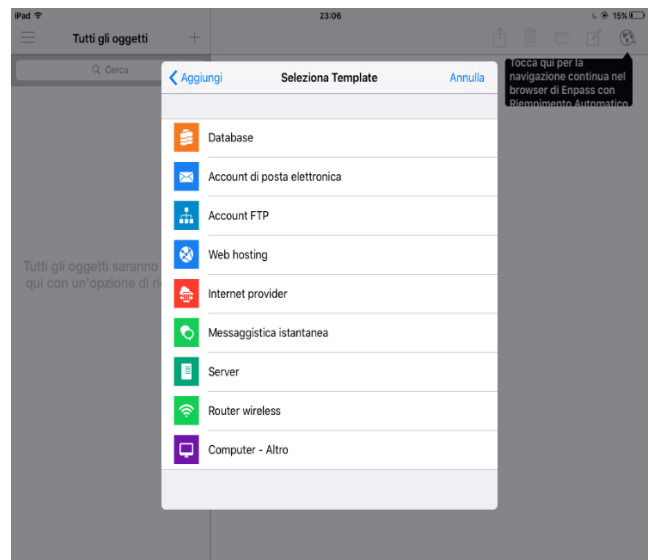 iPad 23:06 15%
Tutti gli oggetti
Cerca
Tocca qui per la
navigazione continua nel
browser di Enpass con
Riempimento Automatico
Aggiungi Seleziona Template Annulla
Database
Account di posta elettronica
Account FTP
Web hosting
Internet provider
Messaggistica istantanea
Server
Router wireless
Computer - Altro
Tutti gli oggetti saranno
qui con un'opzione di